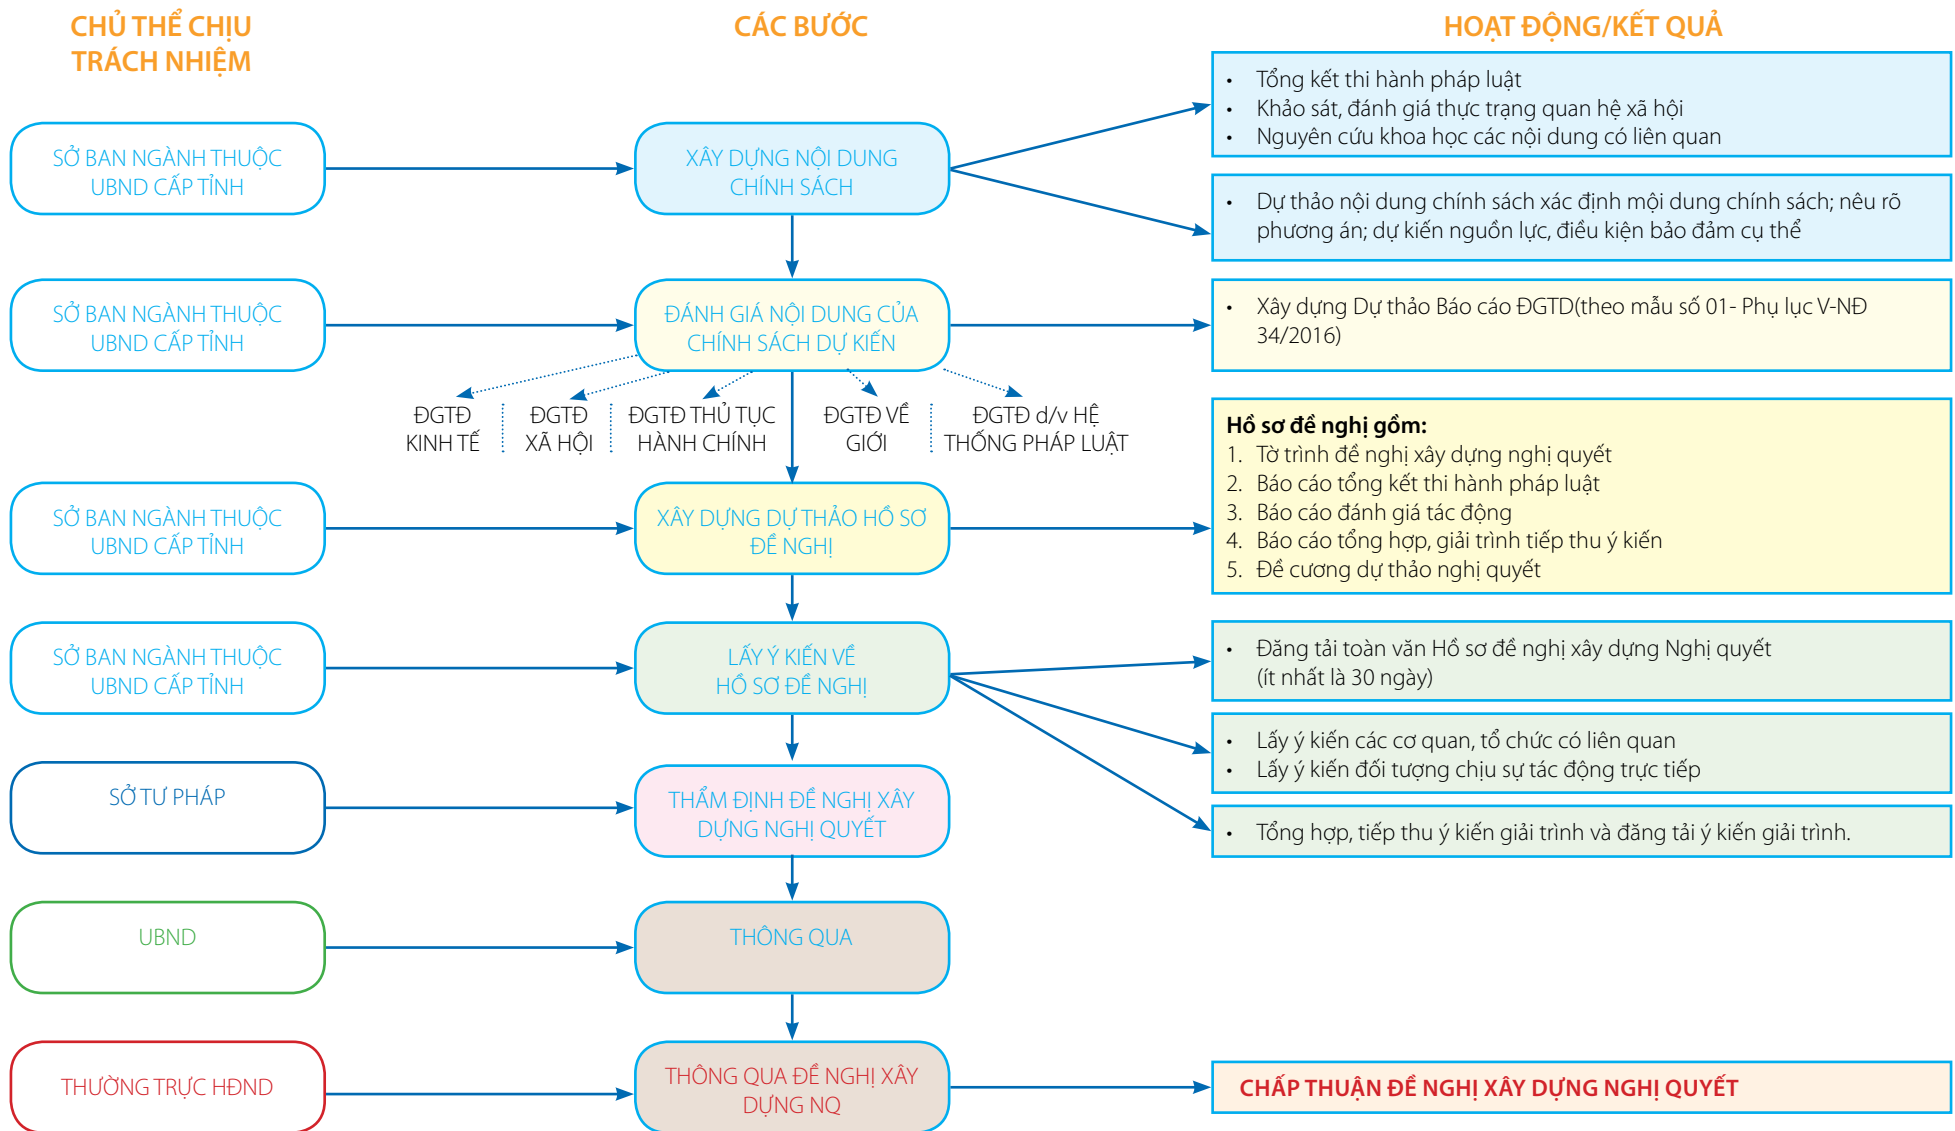 CHỦ THỂ CHỊU
TRÁCH NHIỆM
CÁC BƯỚC
HOẠT ĐỘNG/KẾT QUẢ
SỞ BAN NGÀNH THUỘC
UBND CẤP TỈNH
XÂY DỰNG NỘI DUNG
CHÍNH SÁCH
• Tổng kết thi hành pháp luật
• Khảo sát, đánh giá thực trạng quan hệ xã hội
• Nguyên cứu khoa học các nội dung có liên quan
• Dự thảo nội dung chính sách xác định mội dung chính sách; nêu rõ
phương án; dự kiến nguồn lực, điều kiện bảo đảm cụ thể
SỞ BAN NGÀNH THUỘC
UBND CẤP TỈNH
ĐÁNH GIÁ NỘI DUNG CỦA
CHÍNH SÁCH DỰ KIẾN
• Xây dựng Dự thảo Báo cáo ĐGTD(theo mẫu số 01- Phụ lục V-NĐ
34/2016)
ĐGTĐ
KINH TẾ
ĐGTĐ
XÃ HỘI
ĐGTĐ THỦ TỤC
HÀNH CHÍNH
ĐGTĐ VỀ
GIỚI
ĐGTĐ d/v HỆ
THỐNG PHÁP LUẬT
SỞ BAN NGÀNH THUỘC
UBND CẤP TỈNH
XÂY DỰNG DỰ THẢO HỒ SƠ
ĐỀ NGHỊ
Hồ sơ đề nghị gồm:
1. Tờ trình đề nghị xây dựng nghị quyết
2. Báo cáo tổng kết thi hành pháp luật
3. Báo cáo đánh giá tác động
4. Báo cáo tổng hợp, giải trình tiếp thu ý kiến
5. Đề cương dự thảo nghị quyết
SỞ BAN NGÀNH THUỘC
UBND CẤP TỈNH
LẤY Ý KIẾN VỀ
HỒ SƠ ĐỀ NGHỊ
• Đăng tải toàn văn Hồ sơ đề nghị xây dựng Nghị quyết
(ít nhất là 30 ngày)
• Lấy ý kiến các cơ quan, tổ chức có liên quan
• Lấy ý kiến đối tượng chịu sự tác động trực tiếp
• Tổng hợp, tiếp thu ý kiến giải trình và đăng tải ý kiến giải trình.
SỞ TƯ PHÁP
THẨM ĐỊNH ĐỀ NGHỊ XÂY
DỰNG NGHỊ QUYẾT
UBND
THÔNG QUA
THƯỜNG TRỰC HĐND
THÔNG QUA ĐỀ NGHỊ XÂY
DỰNG NQ
CHẤP THUẬN ĐỀ NGHỊ XÂY DỰNG NGHỊ QUYẾT